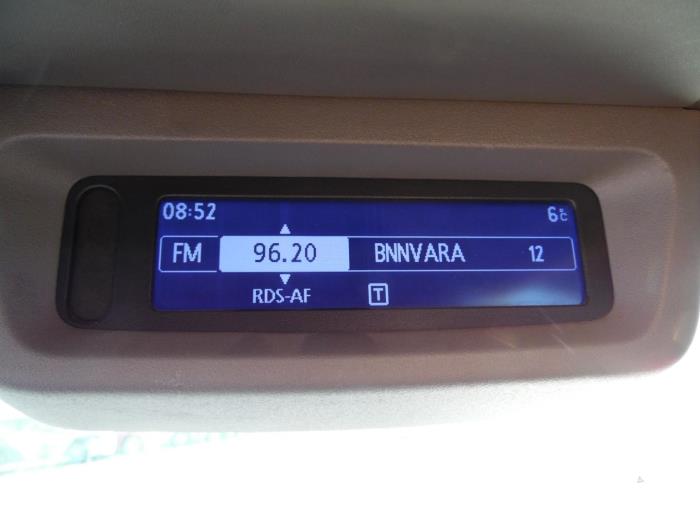 08:52 6°C
FM 96.20 BNNVARA 12
RDS-AF T